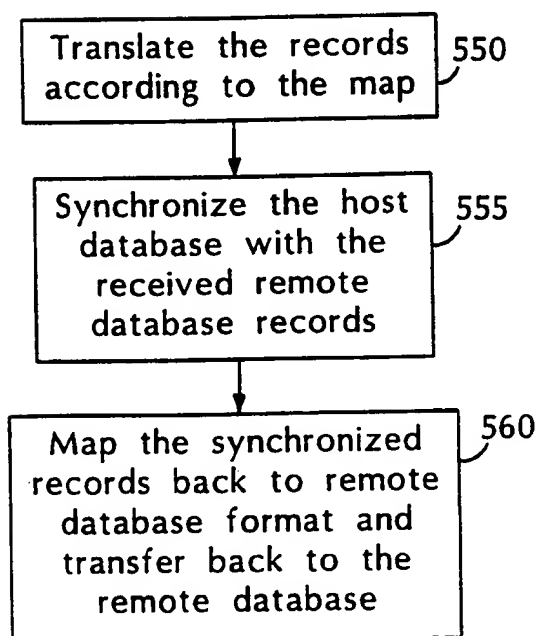 Translate the records
according to the map
550
Synchronize the host
database with the
received remote
database records
555
Map the synchronized
records back to remote
database format and
transfer back to the
remote database
560